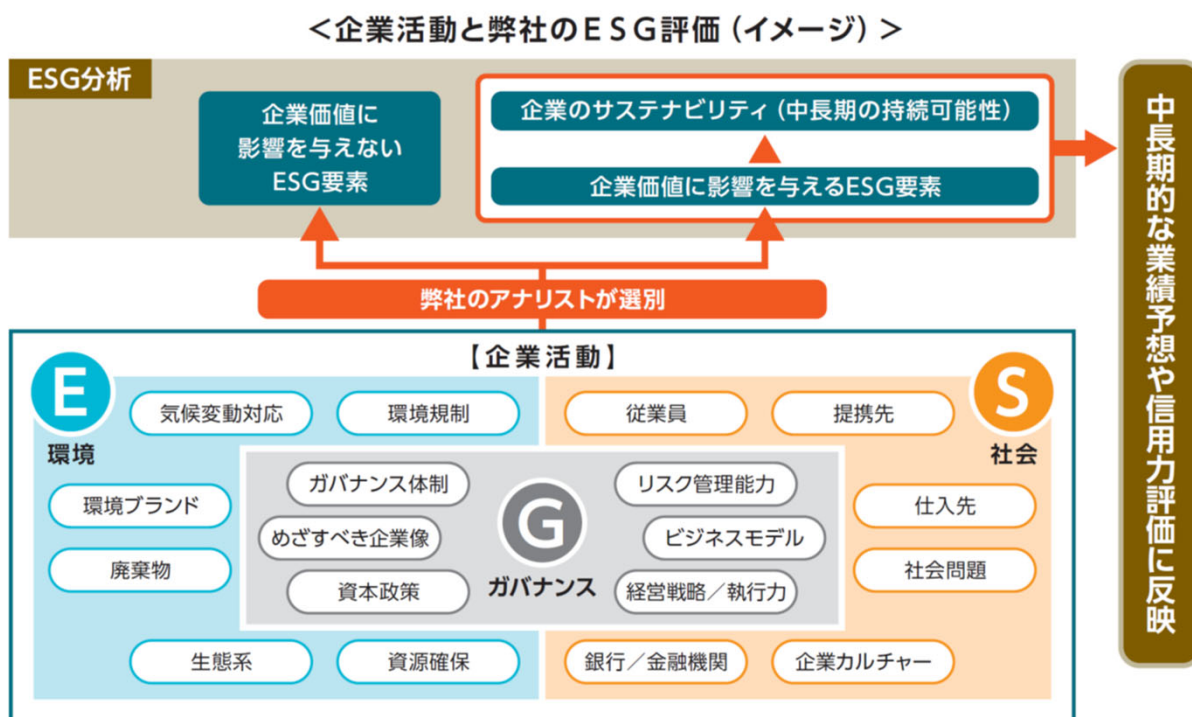 ＜企業活動と弊社のＥＳＧ評価（イメージ）＞
ESG分析
企業価値に
影響を与えない
ESG要素
企業のサステナビリティ（中長期の持続可能性）
企業価値に影響を与えるESG要素
中長期的な業績予想や信用力評価に反映
弊社のアナリストが選別
【企業活動】
E
環境
気候変動対応
環境規制
従業員
提携先
S
社会
環境ブランド
廃棄物
ガバナンス体制
めざすべき企業像
資本政策
G
ガバナンス
リスク管理能力
ビジネスモデル
経営戦略／執行力
仕入先
社会問題
生態系
資源確保
銀行／金融機関
企業カルチャー